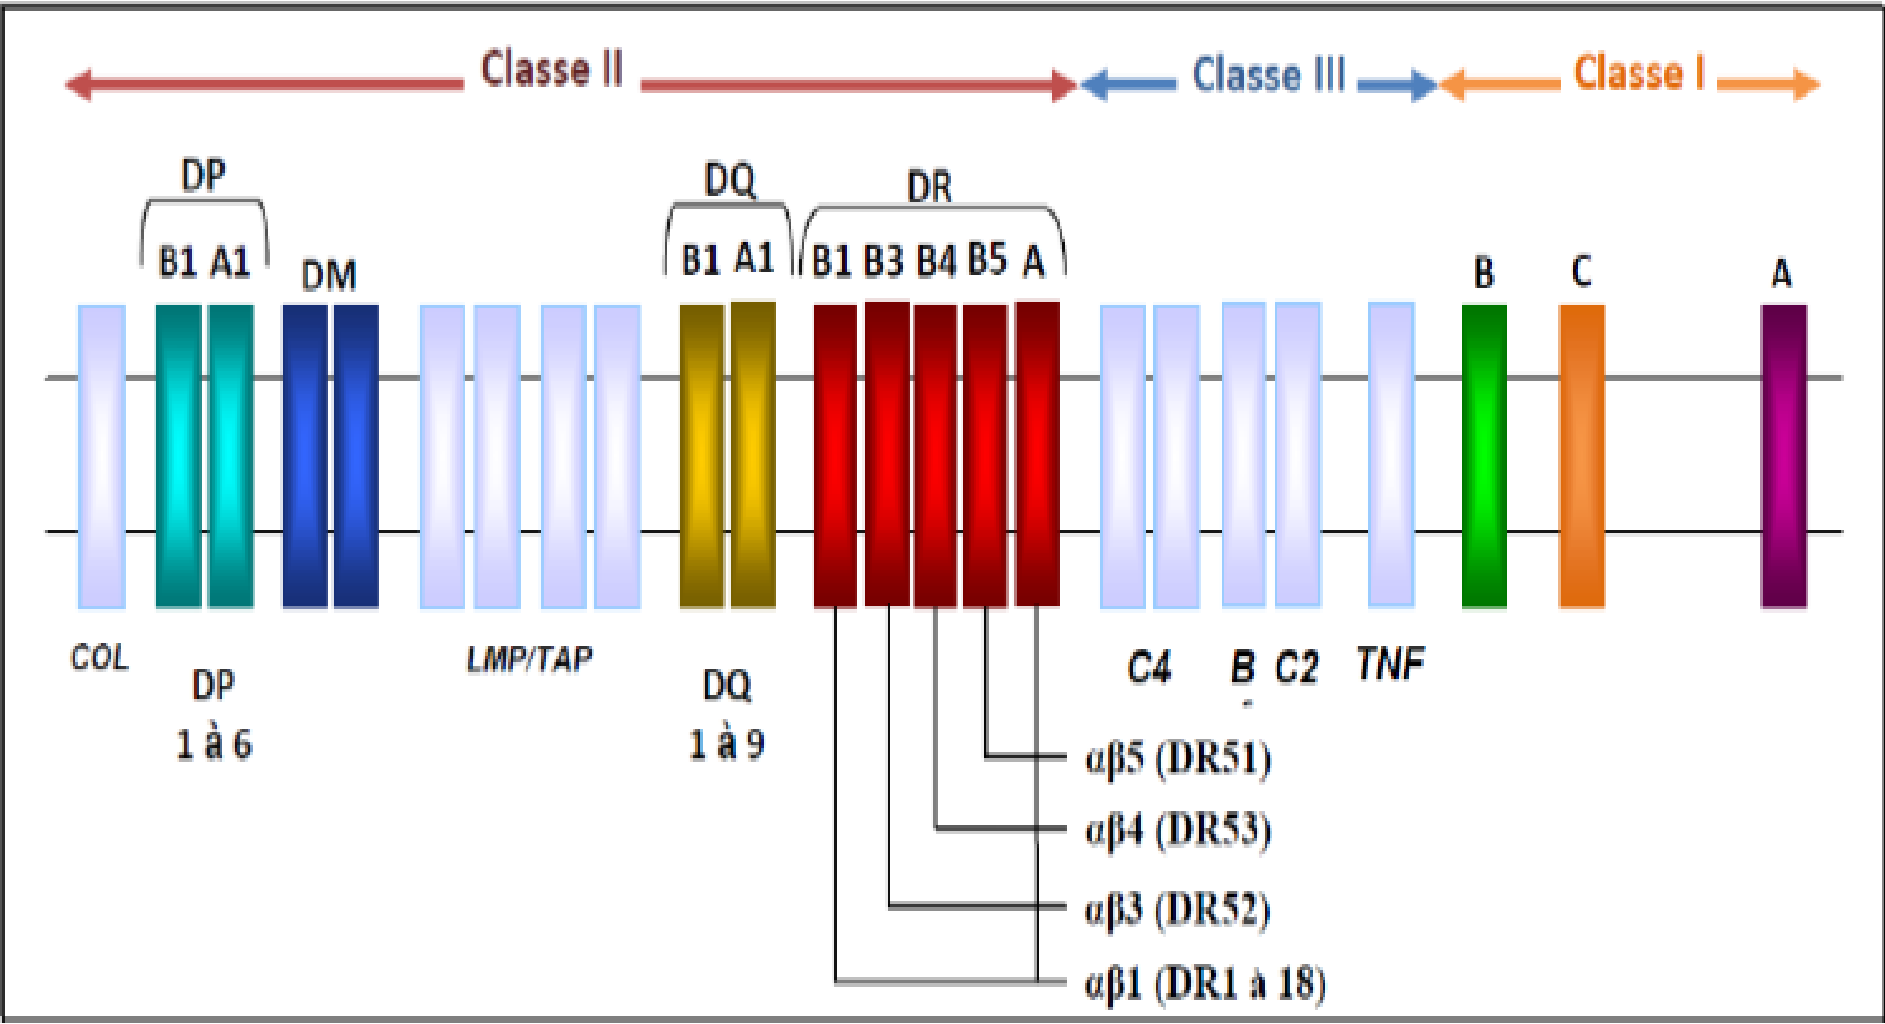 Classe II Classe III Classe I
DP DQ DR
B1 A1 DM B1 A1 B1 B3 B4 B5 A B C A
COL LMP/TAP C4 B C2 TNF
DP DQ
1 à 6 1 à 9
αβ5 (DR51)
αβ4 (DR53)
αβ3 (DR52)
αβ1 (DR1 à 18)